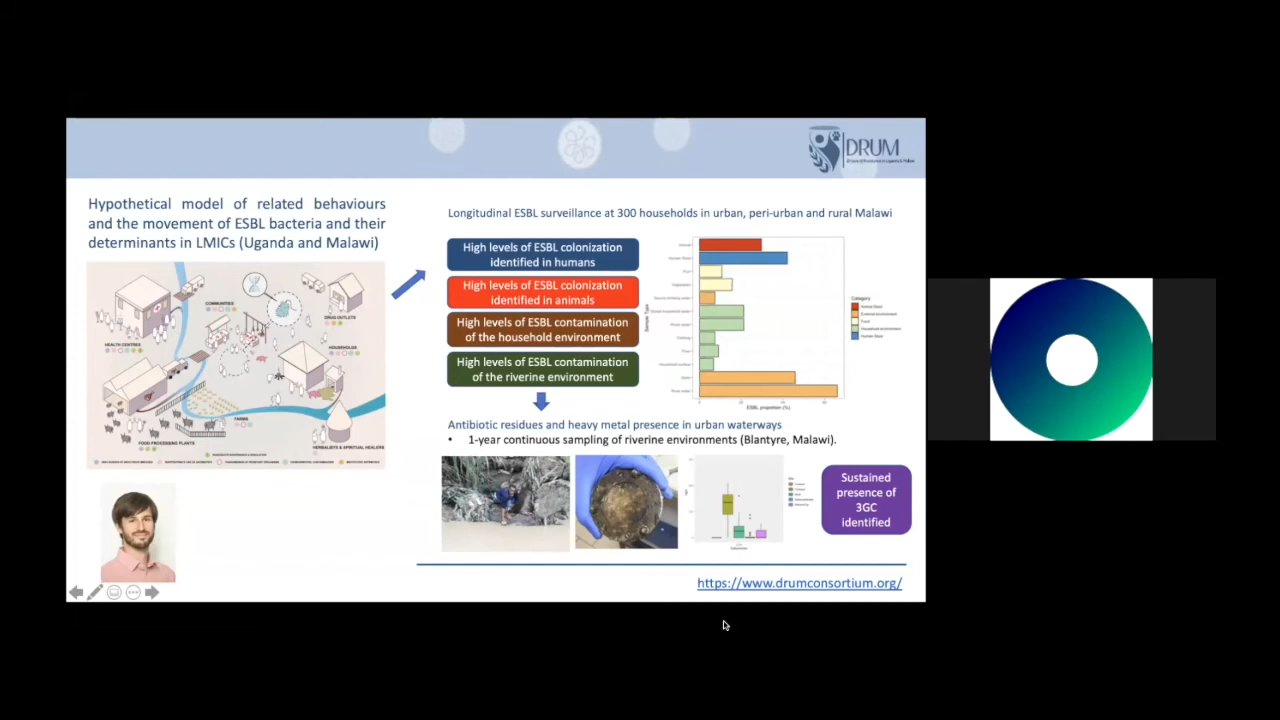 DRUM
Hypothetical model of related behaviours
and the movement of ESBL bacteria and their
determinants in LMICs (Uganda and Malawi)
COMMUNITIES
DRUG OUTLETS
HEALTH CENTRES
HOUSEHOLDS
FARMS
FOOD PROCESSING PLANTS
HERBALISTS & SPIRITUAL HEALERS
Longitudinal ESBL surveillance at 300 households in urban, peri-urban and rural Malawi
High levels of ESBL colonization
identified in humans
High levels of ESBL colonization
identified in animals
High levels of ESBL contamination
of the household environment
High levels of ESBL contamination
of the riverine environment
Sample Type
ESBL proportion (%)
Category
Antibiotic residues and heavy metal presence in urban waterways
• 1-year continuous sampling of riverine environments (Blantyre, Malawi).
Sustained
presence of
3GC
identified
https://www.drumconsortium.org/